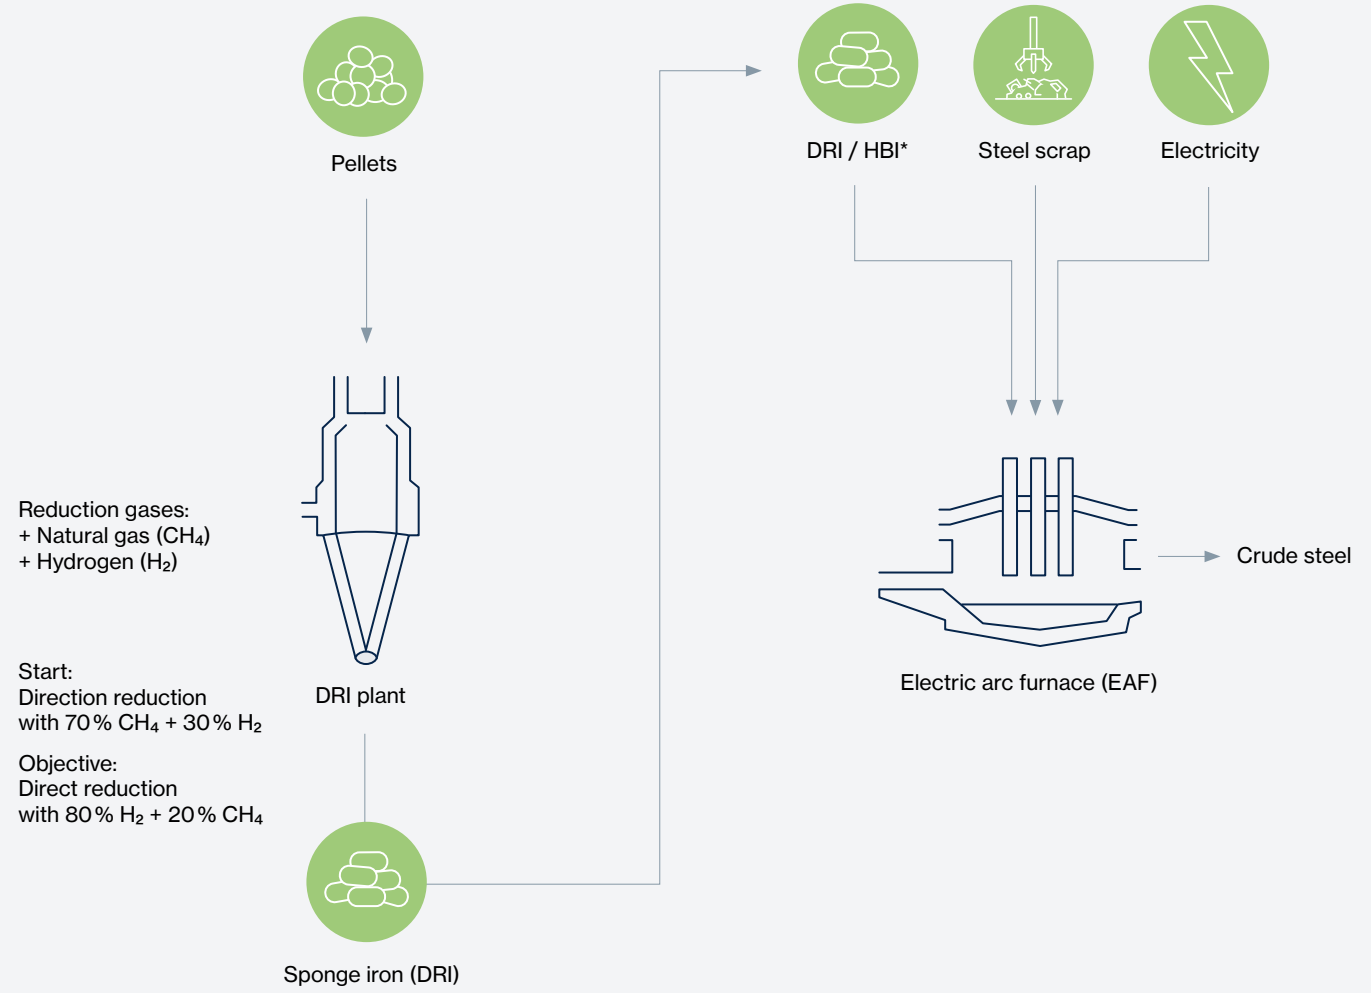 Pellets
Reduction gases:
+ Natural gas (CH₄)
+ Hydrogen (H₂)
Start:
Direction reduction
with 70% CH₄ + 30% H₂
Objective:
Direct reduction
with 80% H₂ + 20% CH₄
DRI plant
Sponge iron (DRI)
DRI / HBI*
Steel scrap
Electricity
Crude steel
Electric arc furnace (EAF)